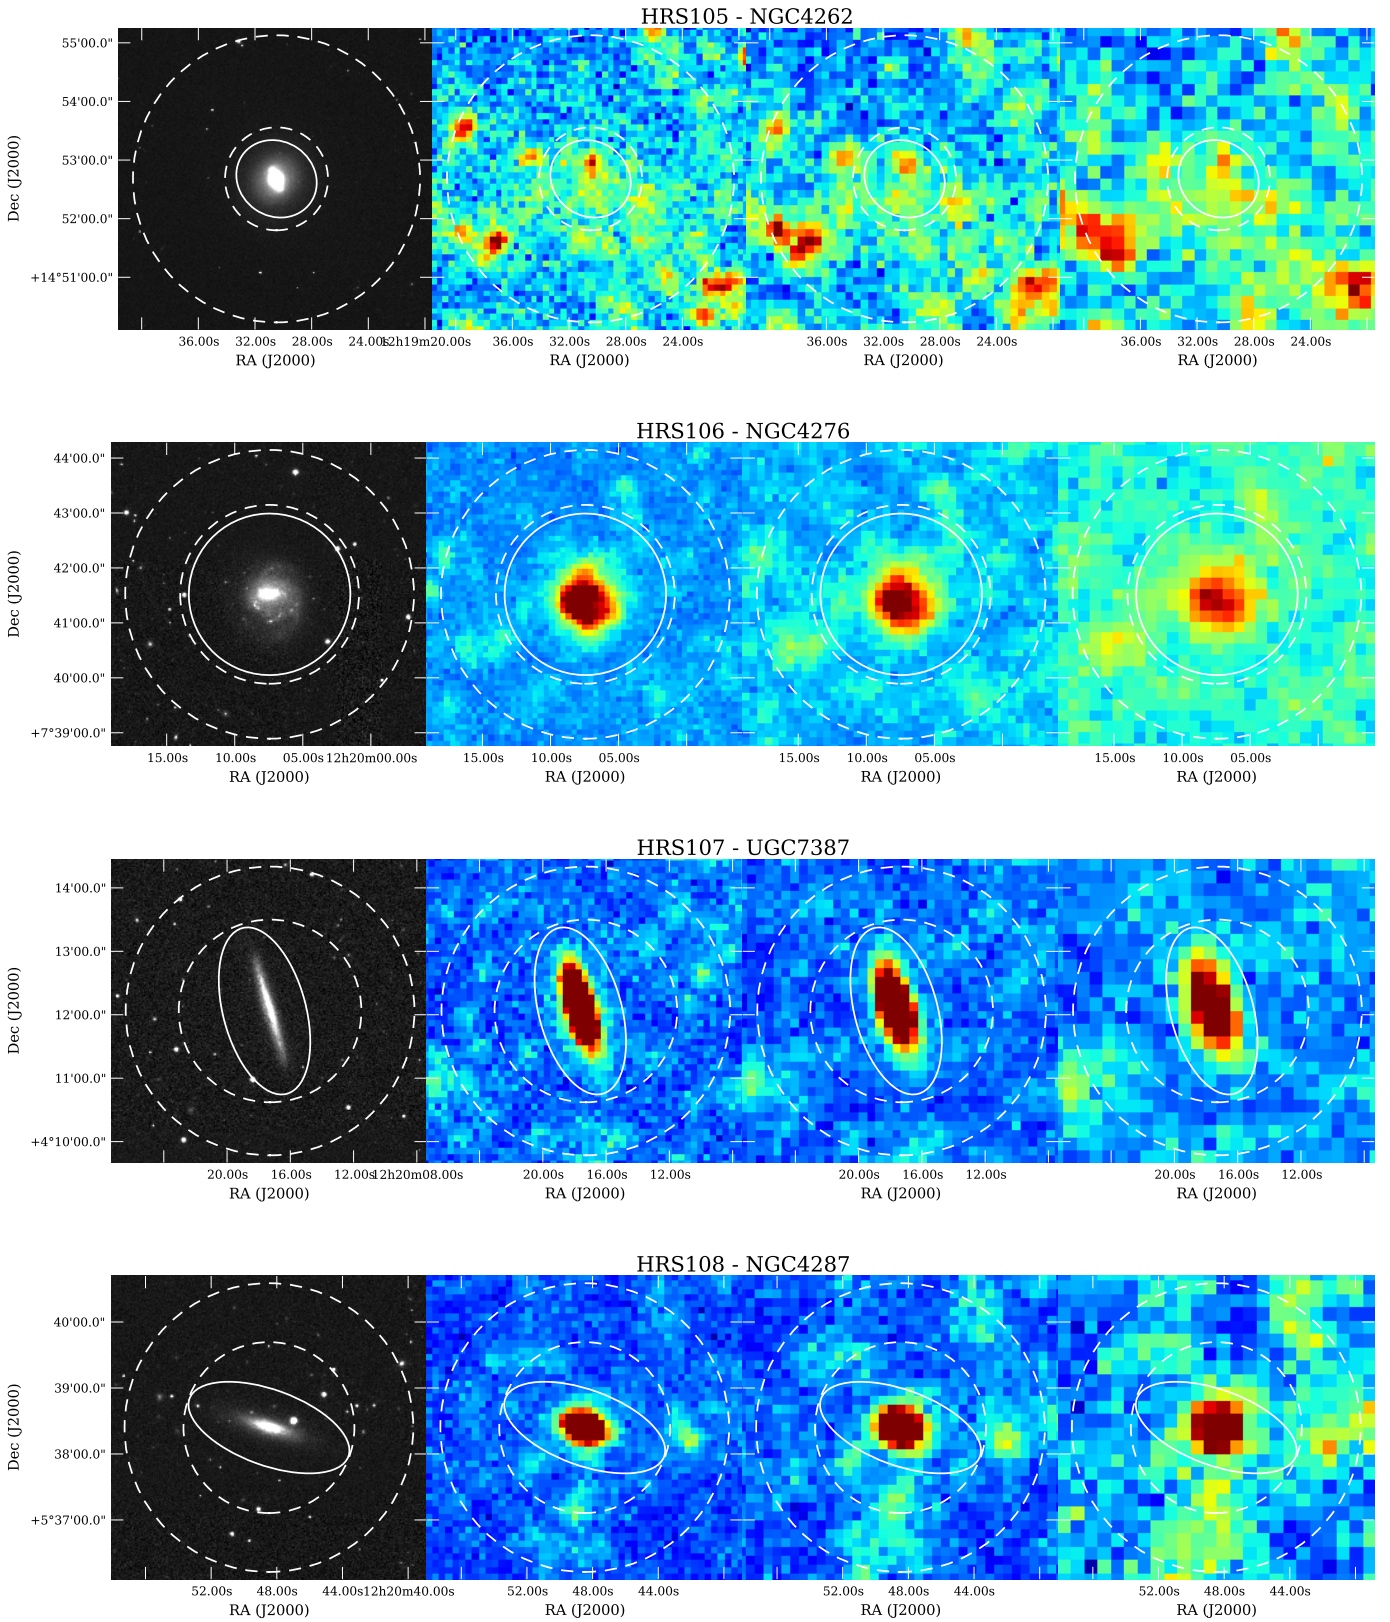 HRS105 - NGC4262
55'00.0"
54'00.0"
53'00.0"
52'00.0"
+14°51'00.0"
Dec (J2000)
36.00s 32.00s 28.00s 24.00s 12h19m20.00s 36.00s 32.00s 28.00s 24.00s 36.00s 32.00s 28.00s 24.00s 36.00s 32.00s 28.00s 24.00s
RA (J2000) RA (J2000) RA (J2000) RA (J2000)
HRS106 - NGC4276
44'00.0"
43'00.0"
42'00.0"
41'00.0"
40'00.0"
+7°39'00.0"
Dec (J2000)
15.00s 10.00s 05.00s 12h20m00.00s 15.00s 10.00s 05.00s 15.00s 10.00s 05.00s 15.00s 10.00s 05.00s
RA (J2000) RA (J2000) RA (J2000) RA (J2000)
HRS107 - UGC7387
14'00.0"
13'00.0"
12'00.0"
11'00.0"
+4°10'00.0"
Dec (J2000)
20.00s 16.00s 12.00s 12h20m08.00s 20.00s 16.00s 12.00s 20.00s 16.00s 12.00s 20.00s 16.00s 12.00s
RA (J2000) RA (J2000) RA (J2000) RA (J2000)
HRS108 - NGC4287
40'00.0"
39'00.0"
38'00.0"
+5°37'00.0"
Dec (J2000)
52.00s 48.00s 44.00s 12h20m40.00s 52.00s 48.00s 44.00s 52.00s 48.00s 44.00s 52.00s 48.00s 44.00s
RA (J2000) RA (J2000) RA (J2000) RA (J2000)